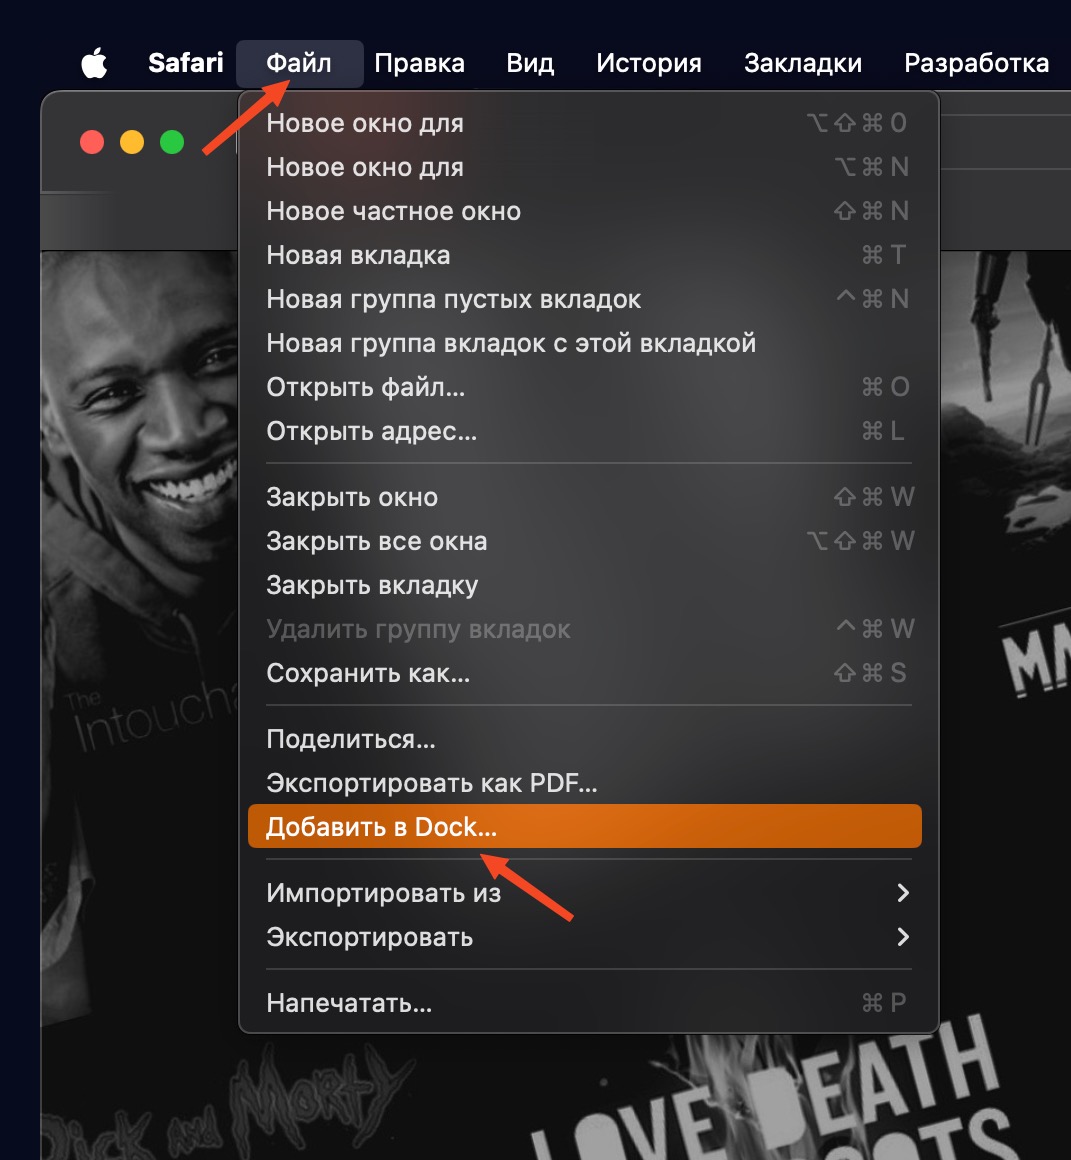 Safari Файл Правка Вид История Закладки Разработка
Новое окно для ⌥⇧⌘O
Новое окно для ⌥⌘N
Новое частное окно ⇧⌘N
Новая вкладка ⌘T
Новая группа пустых вкладок ^⌘N
Новая группа вкладок с этой вкладкой
Открыть файл... ⌘O
Открыть адрес... ⌘L
Закрыть окно ⇧⌘W
Закрыть все окна ⌥⇧⌘W
Закрыть вкладку
Удалить группу вкладок ^⌘W
Сохранить как... ⇧⌘S
The
Поделиться...
Экспортировать как PDF...
Добавить в Dock...
Импортировать из
Экспортировать
Напечатать... ⌘P
Rick and Morty
LOVE DEATH